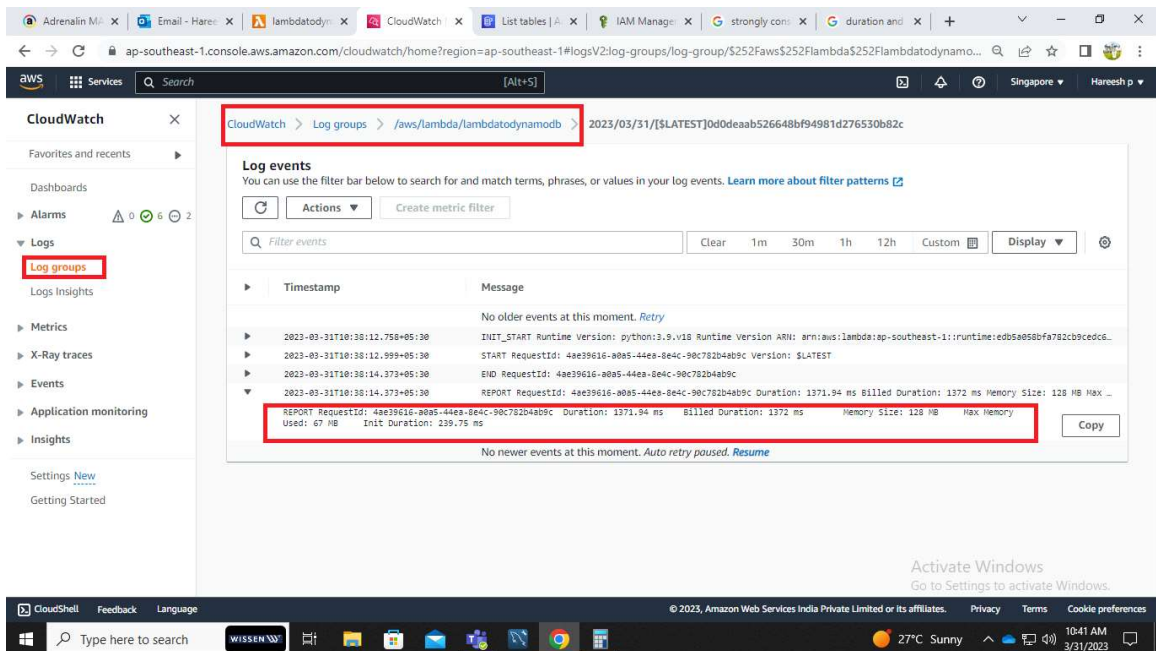 Adrenalin MA
Email - Haree
lambdatodyn
CloudWatch
List tables | A
IAM Manage
strongly cons
duration and
ap-southeast-1.console.aws.amazon.com/cloudwatch/home?region=ap-southeast-1#logsV2:log-groups/log-group/$252Faws$252Flambda$252Flambdatodynamo...
aws Services Search [Alt+S] Singapore Hareesh p
CloudWatch
CloudWatch > Log groups > /aws/lambda/lambdatodynamodb > 2023/03/31/[$LATEST]0d0deaab526648bf94981d276530b82c
Favorites and recents
Dashboards
Alarms 0 6 2
Logs
Log groups
Logs Insights
Metrics
X-Ray traces
Events
Application monitoring
Insights
Settings New
Getting Started
Log events
You can use the filter bar below to search for and match terms, phrases, or values in your log events. Learn more about filter patterns
Actions Create metric filter
Filter events Clear 1m 30m 1h 12h Custom Display
Timestamp Message
No older events at this moment. Retry
2023-03-31T10:38:12.758+05:30 INIT_START Runtime Version: python:3.9.v18 Runtime Version ARN: arn:aws:lambda:ap-southeast-1::runtime:edb5a058bfa782cb9cedc6…
2023-03-31T10:38:12.999+05:30 START RequestId: 4ae39616-a0a5-44ea-8e4c-90c782b4ab9c Version: $LATEST
2023-03-31T10:38:14.373+05:30 END RequestId: 4ae39616-a0a5-44ea-8e4c-90c782b4ab9c
2023-03-31T10:38:14.373+05:30 REPORT RequestId: 4ae39616-a0a5-44ea-8e4c-90c782b4ab9c Duration: 1371.94 ms Billed Duration: 1372 ms Memory Size: 128 MB Max …
REPORT RequestId: 4ae39616-a0a5-44ea-8e4c-90c782b4ab9c Duration: 1371.94 ms Billed Duration: 1372 ms Memory Size: 128 MB Max Memory
Used: 67 MB Init Duration: 239.75 ms
Copy
No newer events at this moment. Auto retry paused. Resume
Activate Windows
Go to Settings to activate Windows.
CloudShell Feedback Language © 2023, Amazon Web Services India Private Limited or its affiliates. Privacy Terms Cookie preferences
Type here to search WISSEN 27°C Sunny 10:41 AM
3/31/2023